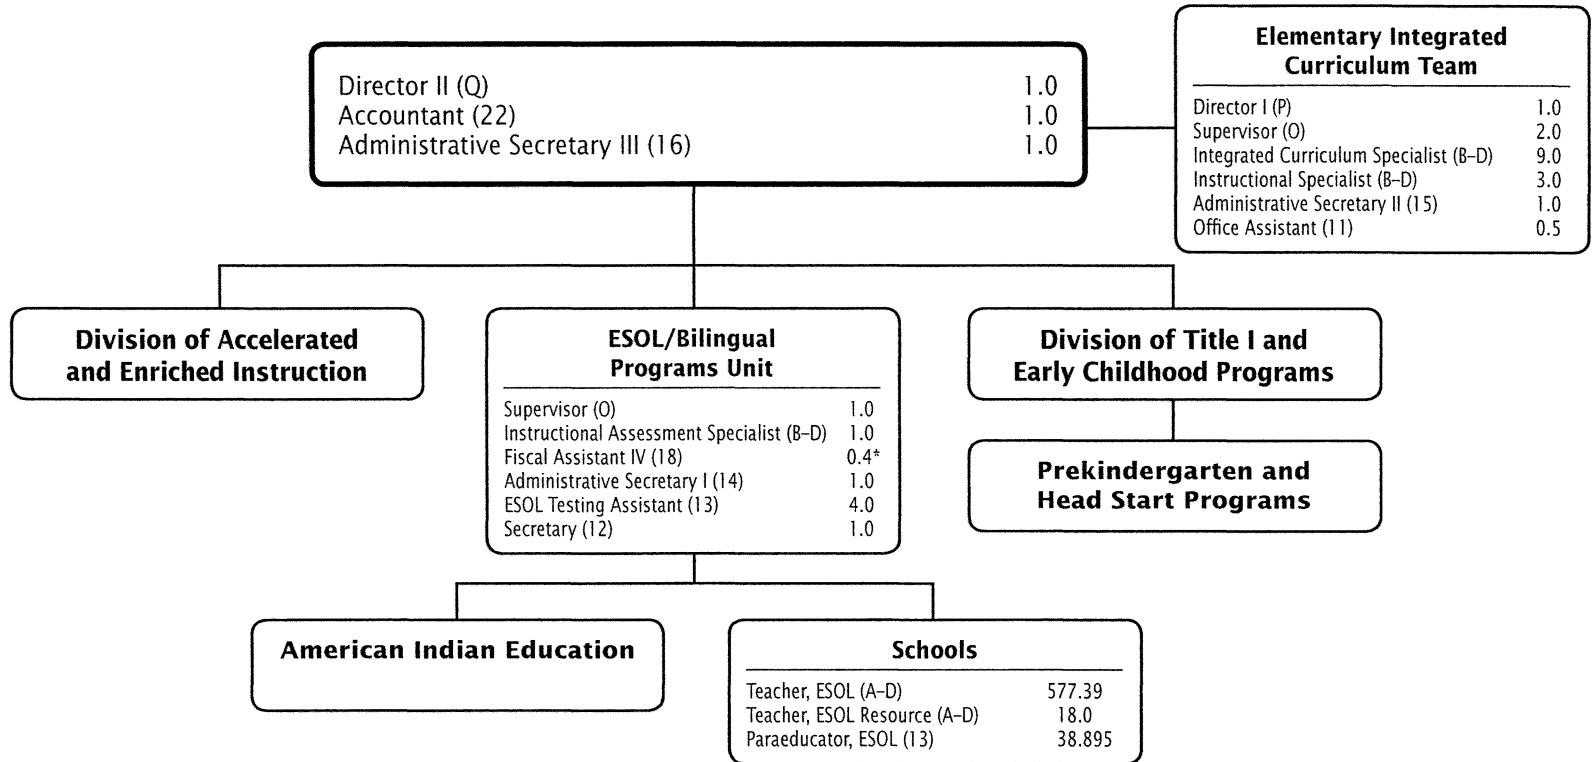 Director II (Q) 1.0
Accountant (22) 1.0
Administrative Secretary III (16) 1.0
Elementary Integrated
Curriculum Team
Director I (P) 1.0
Supervisor (O) 2.0
Integrated Curriculum Specialist (B–D) 9.0
Instructional Specialist (B–D) 3.0
Administrative Secretary II (15) 1.0
Office Assistant (11) 0.5
Division of Accelerated
and Enriched Instruction
ESOL/Bilingual
Programs Unit
Supervisor (O) 1.0
Instructional Assessment Specialist (B–D) 1.0
Fiscal Assistant IV (18) 0.4*
Administrative Secretary I (14) 1.0
ESOL Testing Assistant (13) 4.0
Secretary (12) 1.0
Division of Title I and
Early Childhood Programs
Prekindergarten and
Head Start Programs
American Indian Education
Schools
Teacher, ESOL (A–D) 577.39
Teacher, ESOL Resource (A–D) 18.0
Paraeducator, ESOL (13) 38.895